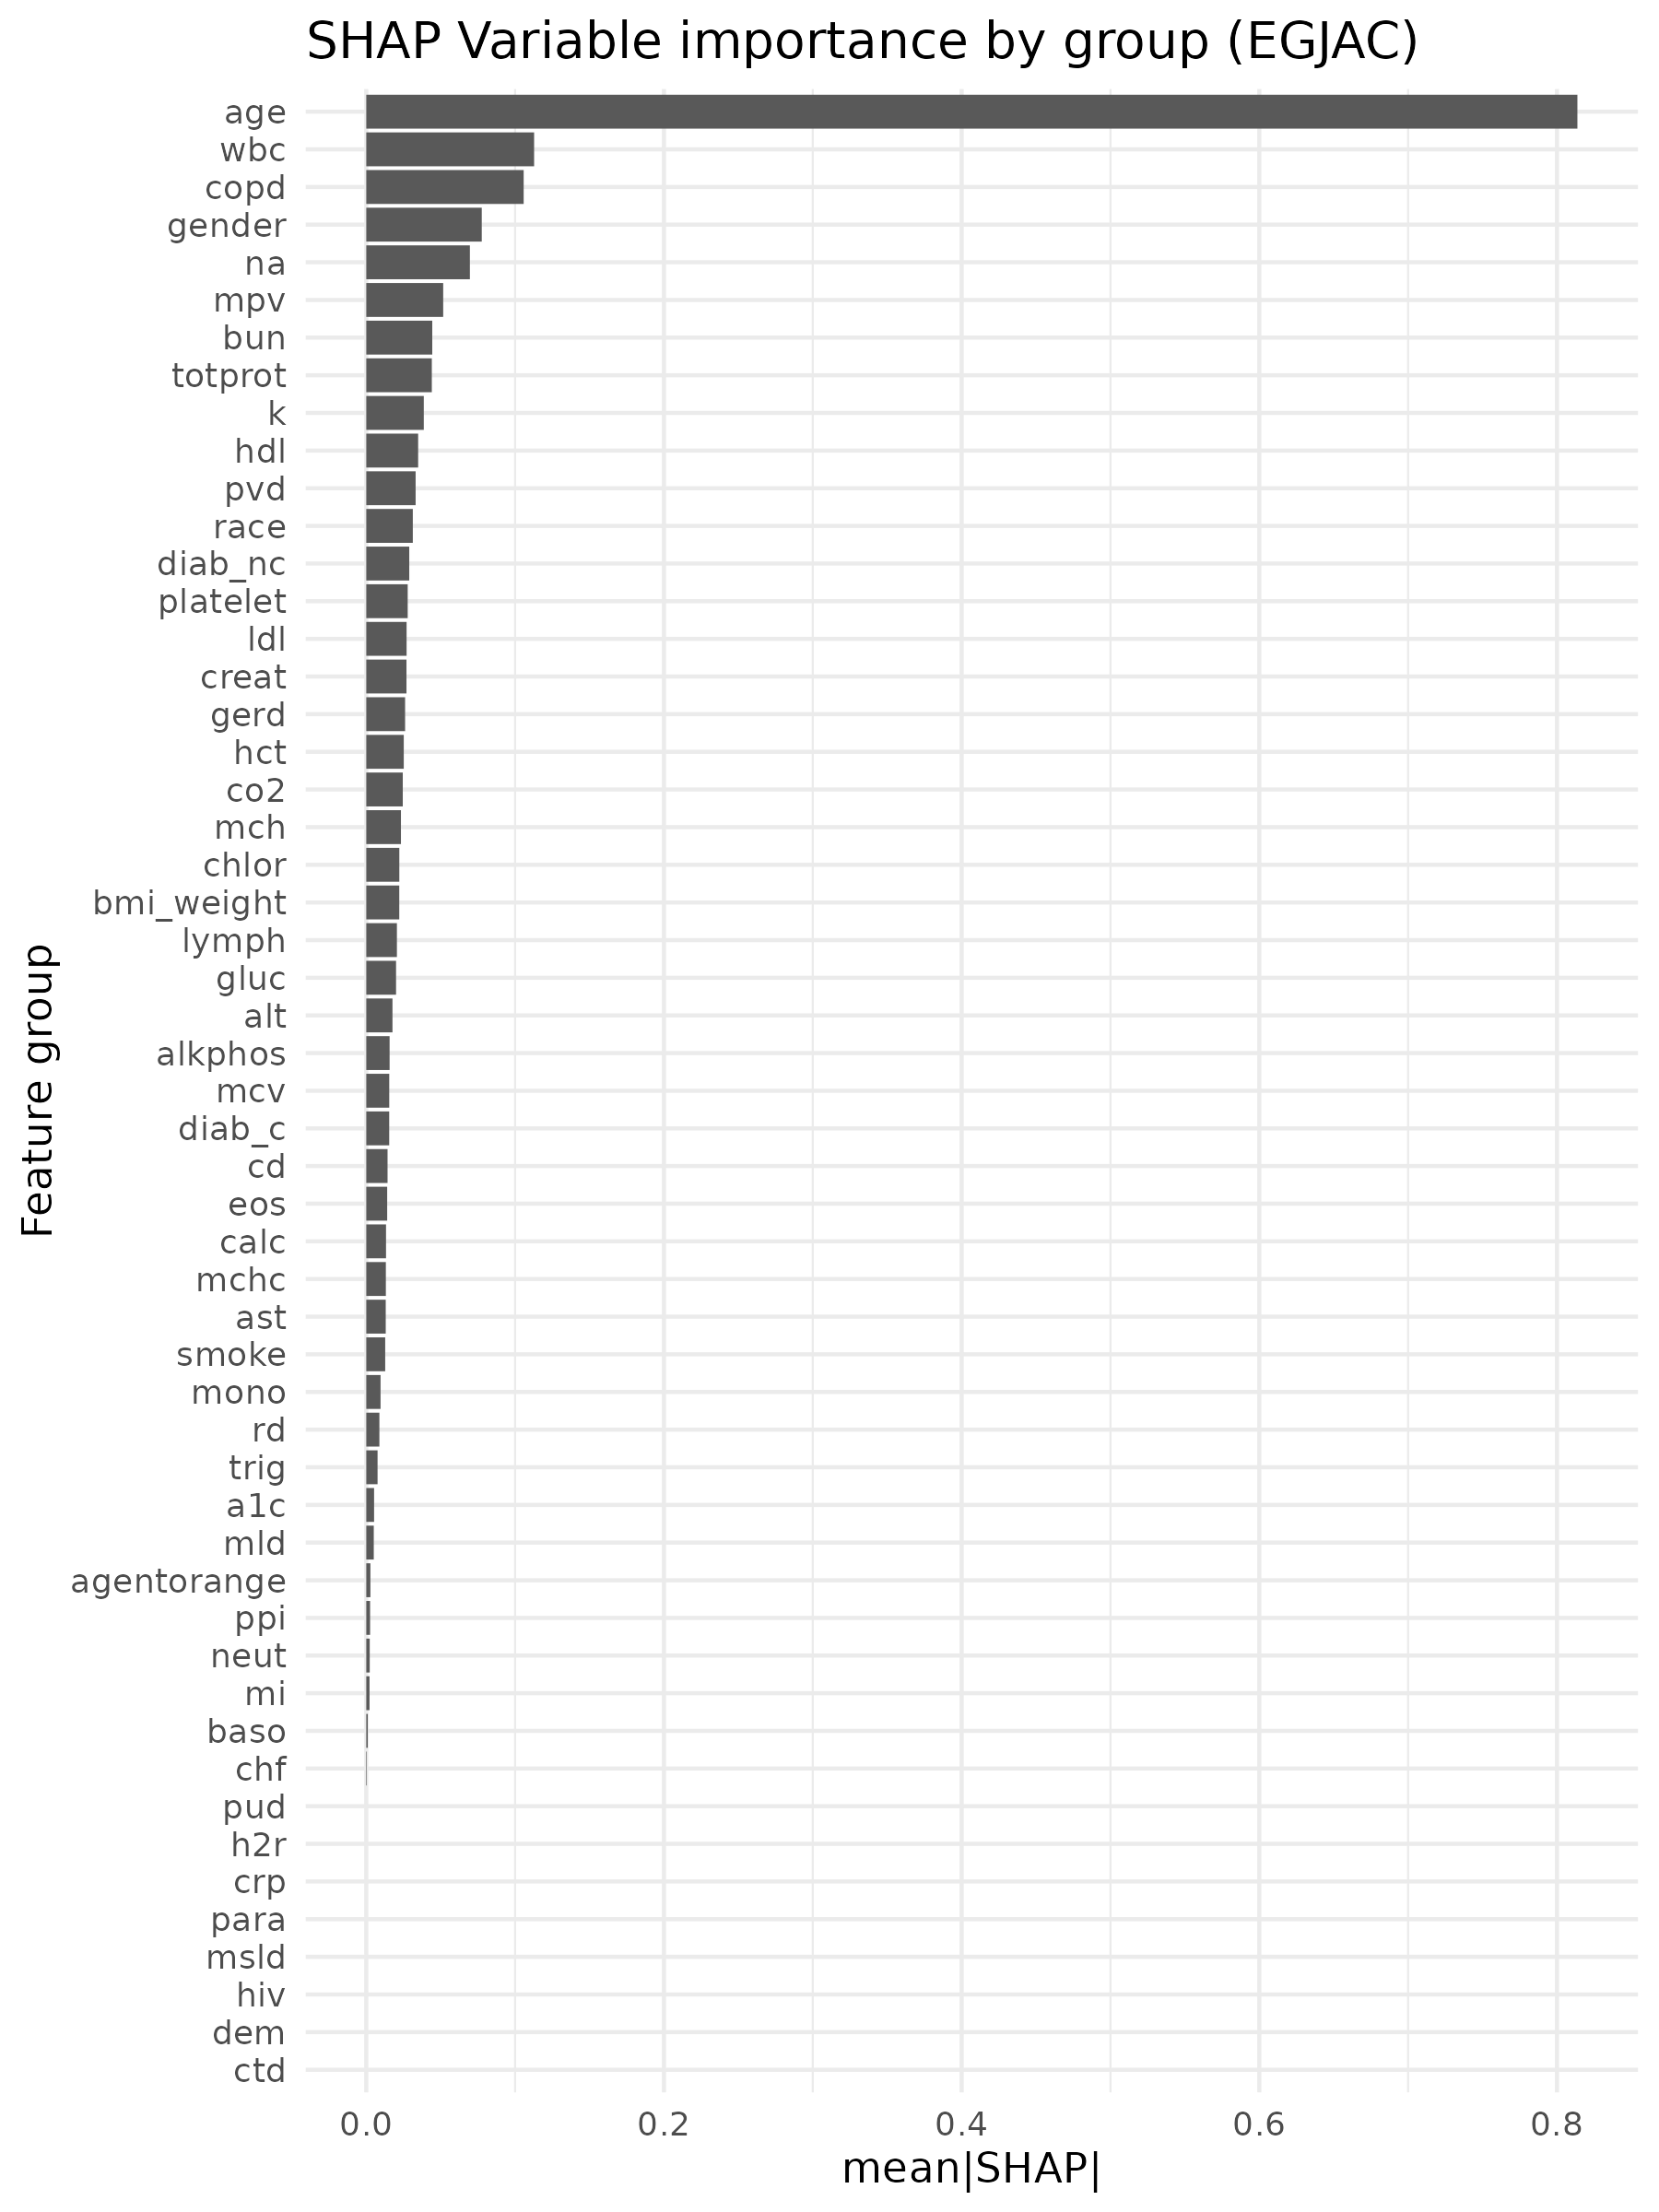 SHAP Variable importance by group (EGJAC)
Feature group
age
wbc
copd
gender
na
mpv
bun
totprot
k
hdl
pvd
race
diab_nc
platelet
ldl
creat
gerd
hct
co2
mch
chlor
bmi_weight
lymph
gluc
alt
alkphos
mcv
diab_c
cd
eos
calc
mchc
ast
smoke
mono
rd
trig
a1c
mld
agentorange
ppi
neut
mi
baso
chf
pud
h2r
crp
para
msld
hiv
dem
ctd
0.0 0.2 0.4 0.6 0.8
mean|SHAP|